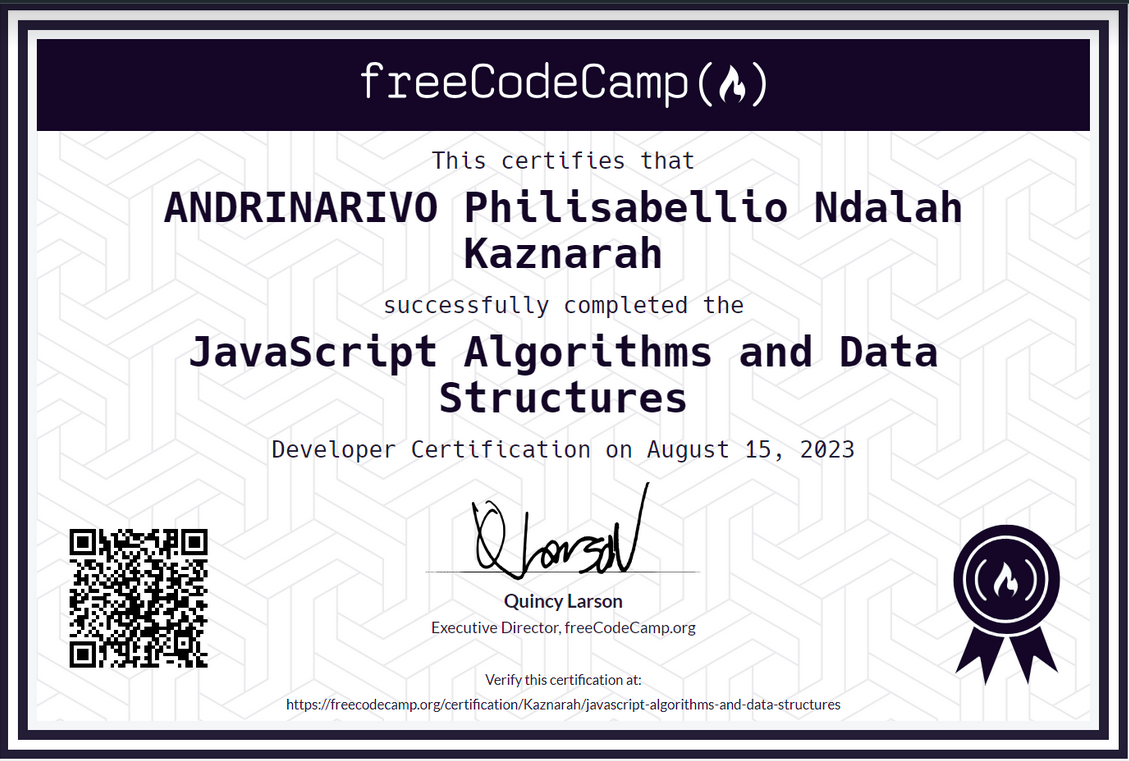 freeCodeCamp
This certifies that
ANDRINARIVO Philisabellio Ndalah
Kaznarah
successfully completed the
JavaScript Algorithms and Data
Structures
Developer Certification on August 15, 2023
Q Larson
Quincy Larson
Executive Director, freeCodeCamp.org
Verify this certification at:
https://freecodecamp.org/certification/Kaznarah/javascript-algorithms-and-data-structures